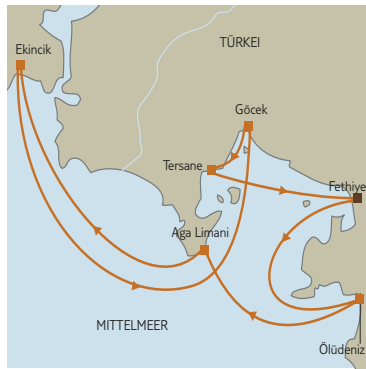 TÜRKEI
Ekincik
Göcek
Tersane
Fethiye
Aga Limani
MITTELMEER
Ölüdeniz